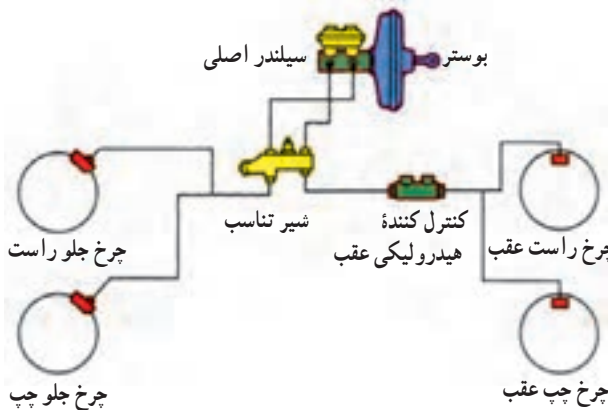 بوستر
سیلندر اصلی
شیر تناسب
کنترل کنندۀ
هیدرولیکی عقب
چرخ راست عقب
چرخ جلو راست
چرخ چپ عقب
چرخ جلو چپ